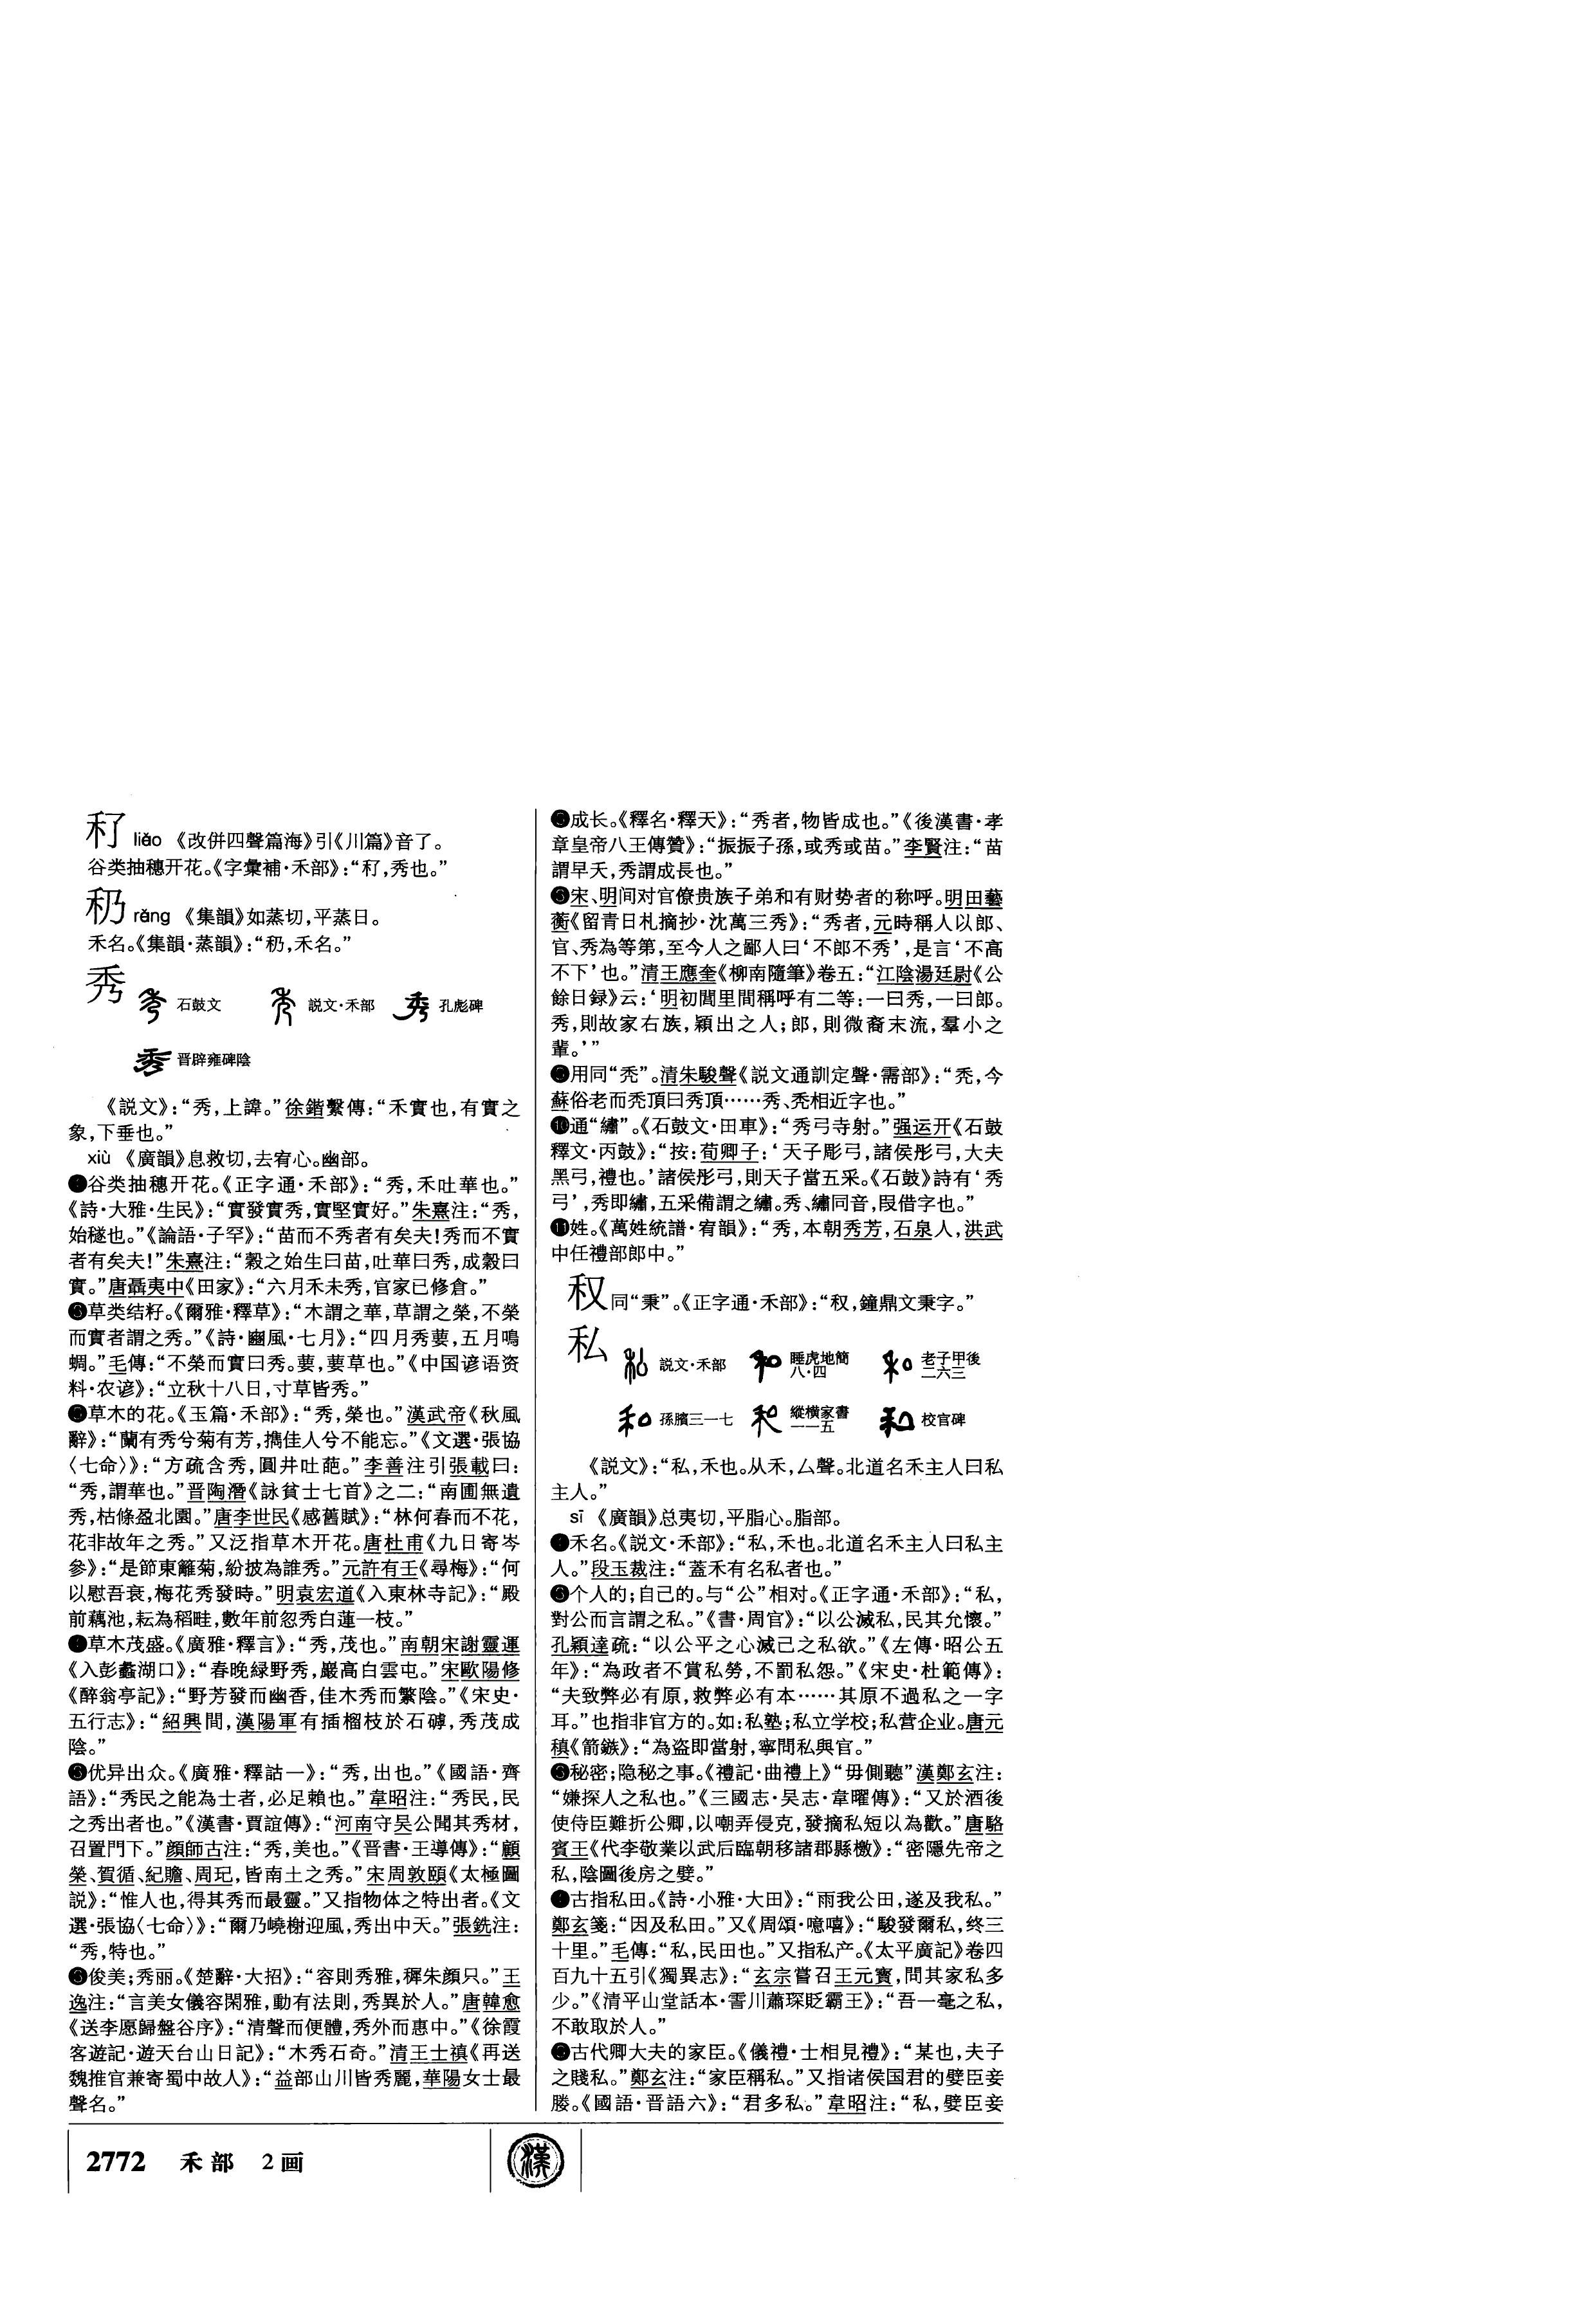 秄 liǎo 《改併四聲篇海》引《川篇》音了。
谷类抽穗开花。《字彙補·禾部》：“秄，秀也。”
礽 rǎng 《集韻》如蒸切，平蒸日。
禾名。《集韻·蒸韻》：“礽，禾名。”
秀
石鼓文 説文·禾部 孔彪碑
晋辟雍碑陰
《説文》：“秀，上諱。”徐鍇繫傳：“禾實也，有實之
象，下垂也。”
xiù 《廣韻》息救切，去宥心。幽部。
谷类抽穗开花。《正字通·禾部》：“秀，禾吐華也。”
《詩·大雅·生民》：“實發實秀，實堅實好。”朱熹注：“秀，
始穟也。”《論語·子罕》：“苗而不秀者有矣夫！秀而不實
者有矣夫！”朱熹注：“穀之始生曰苗，吐華曰秀，成穀曰
實。”唐聶夷中《田家》：“六月禾未秀，官家已修倉。”
草类结籽。《爾雅·釋草》：“木謂之華，草謂之榮，不榮
而實者謂之秀。”《詩·豳風·七月》：“四月秀葽，五月鳴
蜩。”毛傳：“不榮而實曰秀。葽，葽草也。”《中国谚语资
料·农谚》：“立秋十八日，寸草皆秀。”
草木的花。《玉篇·禾部》：“秀，榮也。”漢武帝《秋風
辭》：“蘭有秀兮菊有芳，擕佳人兮不能忘。”《文選·張協
〈七命〉》：“方疏含秀，圓井吐葩。”李善注引張載曰：
“秀，謂華也。”晋陶潛《詠貧士七首》之二：“南圃無遺
秀，枯條盈北園。”唐李世民《感舊賦》：“林何春而不花，
花非故年之秀。”又泛指草木开花。唐杜甫《九日寄岑
參》：“是節東籬菊，紛披為誰秀。”元許有壬《尋梅》：“何
以慰吾衰，梅花秀發時。”明袁宏道《入東林寺記》：“殿
前藕池，耘為稻畦，數年前忽秀白蓮一枝。”
草木茂盛。《廣雅·釋言》：“秀，茂也。”南朝宋謝靈運
《入彭蠡湖口》：“春晚緑野秀，巖高白雲屯。”宋歐陽修
《醉翁亭記》：“野芳發而幽香，佳木秀而繁陰。”《宋史·
五行志》：“紹興間，漢陽軍有插榴枝於石罅，秀茂成
陰。”
优异出众。《廣雅·釋詁一》：“秀，出也。”《國語·齊
語》：“秀民之能為士者，必足賴也。”韋昭注：“秀民，民
之秀出者也。”《漢書·賈誼傳》：“河南守吴公聞其秀材，
召置門下。”顔師古注：“秀，美也。”《晋書·王導傳》：“顧
榮、賀循、紀贍、周玘，皆南土之秀。”宋周敦頤《太極圖
説》：“惟人也，得其秀而最靈。”又指物体之特出者。《文
選·張協〈七命〉》：“爾乃嶢榭迎風，秀出中天。”張銑注：
“秀，特也。”
俊美；秀丽。《楚辭·大招》：“容則秀雅，穉朱顔只。”王
逸注：“言美女儀容閑雅，動有法則，秀異於人。”唐韓愈
《送李愿歸盤谷序》：“清聲而便體，秀外而惠中。”《徐霞
客遊記·遊天台山日記》：“木秀石奇。”清王士禛《再送
魏推官兼寄蜀中故人》：“益部山川皆秀麗，華陽女士最
聲名。”
成长。《釋名·釋天》：“秀者，物皆成也。”《後漢書·孝
章皇帝八王傳贊》：“振振子孫，或秀或苗。”李賢注：“苗
謂早夭，秀謂成長也。”
宋、明间对官僚贵族子弟和有财势者的称呼。明田藝
蘅《留青日札摘抄·沈萬三秀》：“秀者，元時稱人以郎、
官、秀為等第，至今人之鄙人曰‘不郎不秀’，是言‘不高
不下’也。”清王應奎《柳南隨筆》卷五：“江陰湯廷尉《公
餘日録》云：‘明初閭里間稱呼有二等：一曰秀，一曰郎。
秀，則故家右族，穎出之人；郎，則微裔末流，羣小之
輩。’”
用同“秃”。清朱駿聲《説文通訓定聲·需部》：“秃，今
蘇俗老而秃頂曰秀頂……秀、秃相近字也。”
⓾通“繡”。《石鼓文·田車》：“秀弓寺射。”强运开《石鼓
釋文·丙鼓》：“按：荀卿子：‘天子彫弓，諸侯彤弓，大夫
黑弓，禮也。’諸侯彤弓，則天子當五采。《石鼓》詩有‘秀
弓’，秀即繡，五采備謂之繡。秀、繡同音，叚借字也。”
⓫姓。《萬姓統譜·宥韻》：“秀，本朝秀芳，石泉人，洪武
中任禮部郎中。”
秖同“秉”。《正字通·禾部》：“𥝢，鐘鼎文秉字。”
私
説文·禾部 睡虎地簡八·四 老子甲後二六三
孫臏三一七 縱橫家書一一五 校官碑
《説文》：“私，禾也。从禾，厶聲。北道名禾主人曰私
主人。”
sī 《廣韻》息夷切，平脂心。脂部。
禾名。《説文·禾部》：“私，禾也。北道名禾主人曰私主
人。”段玉裁注：“蓋禾有名私者也。”
个人的；自己的。与“公”相对。《正字通·禾部》：“私，
對公而言謂之私。”《書·周官》：“以公滅私，民其允懷。”
孔穎達疏：“以公平之心滅己之私欲。”《左傳·昭公五
年》：“為政者不賞私勞，不罰私怨。”《宋史·杜範傳》：
“夫致弊必有原，救弊必有本……其原不過私之一字
耳。”也指非官方的。如：私塾；私立学校；私营企业。唐元
稹《箭鏃》：“為盗即當射，寧問私與官。”
秘密；隐秘之事。《禮記·曲禮上》“毋側聽”漢鄭玄注：
“嫌探人之私也。”《三國志·吴志·韋曜傳》：“又於酒後
使侍臣難折公卿，以嘲弄侵克，發摘私短以為歡。”唐駱
賓王《代李敬業以武后臨朝移諸郡縣檄》：“密隱先帝之
私，陰圖後房之嬖。”
古指私田。《詩·小雅·大田》：“雨我公田，遂及我私。”
鄭玄箋：“因及私田。”又《周頌·噫嘻》：“駿發爾私，终三
十里。”毛傳：“私，民田也。”又指私产。《太平廣記》卷四
百九十五引《獨異志》：“玄宗嘗召王元寶，問其家私多
少。”《清平山堂話本·霅川蕭琛貶霸王》：“吾一毫之私，
不敢取於人。”
古代卿大夫的家臣。《儀禮·士相見禮》：“某也，夫子
之賤私。”鄭玄注：“家臣稱私。”又指诸侯国君的嬖臣妾
媵。《國語·晋語六》：“君多私。”韋昭注：“私，嬖臣妾
2772 禾部 2画
漢